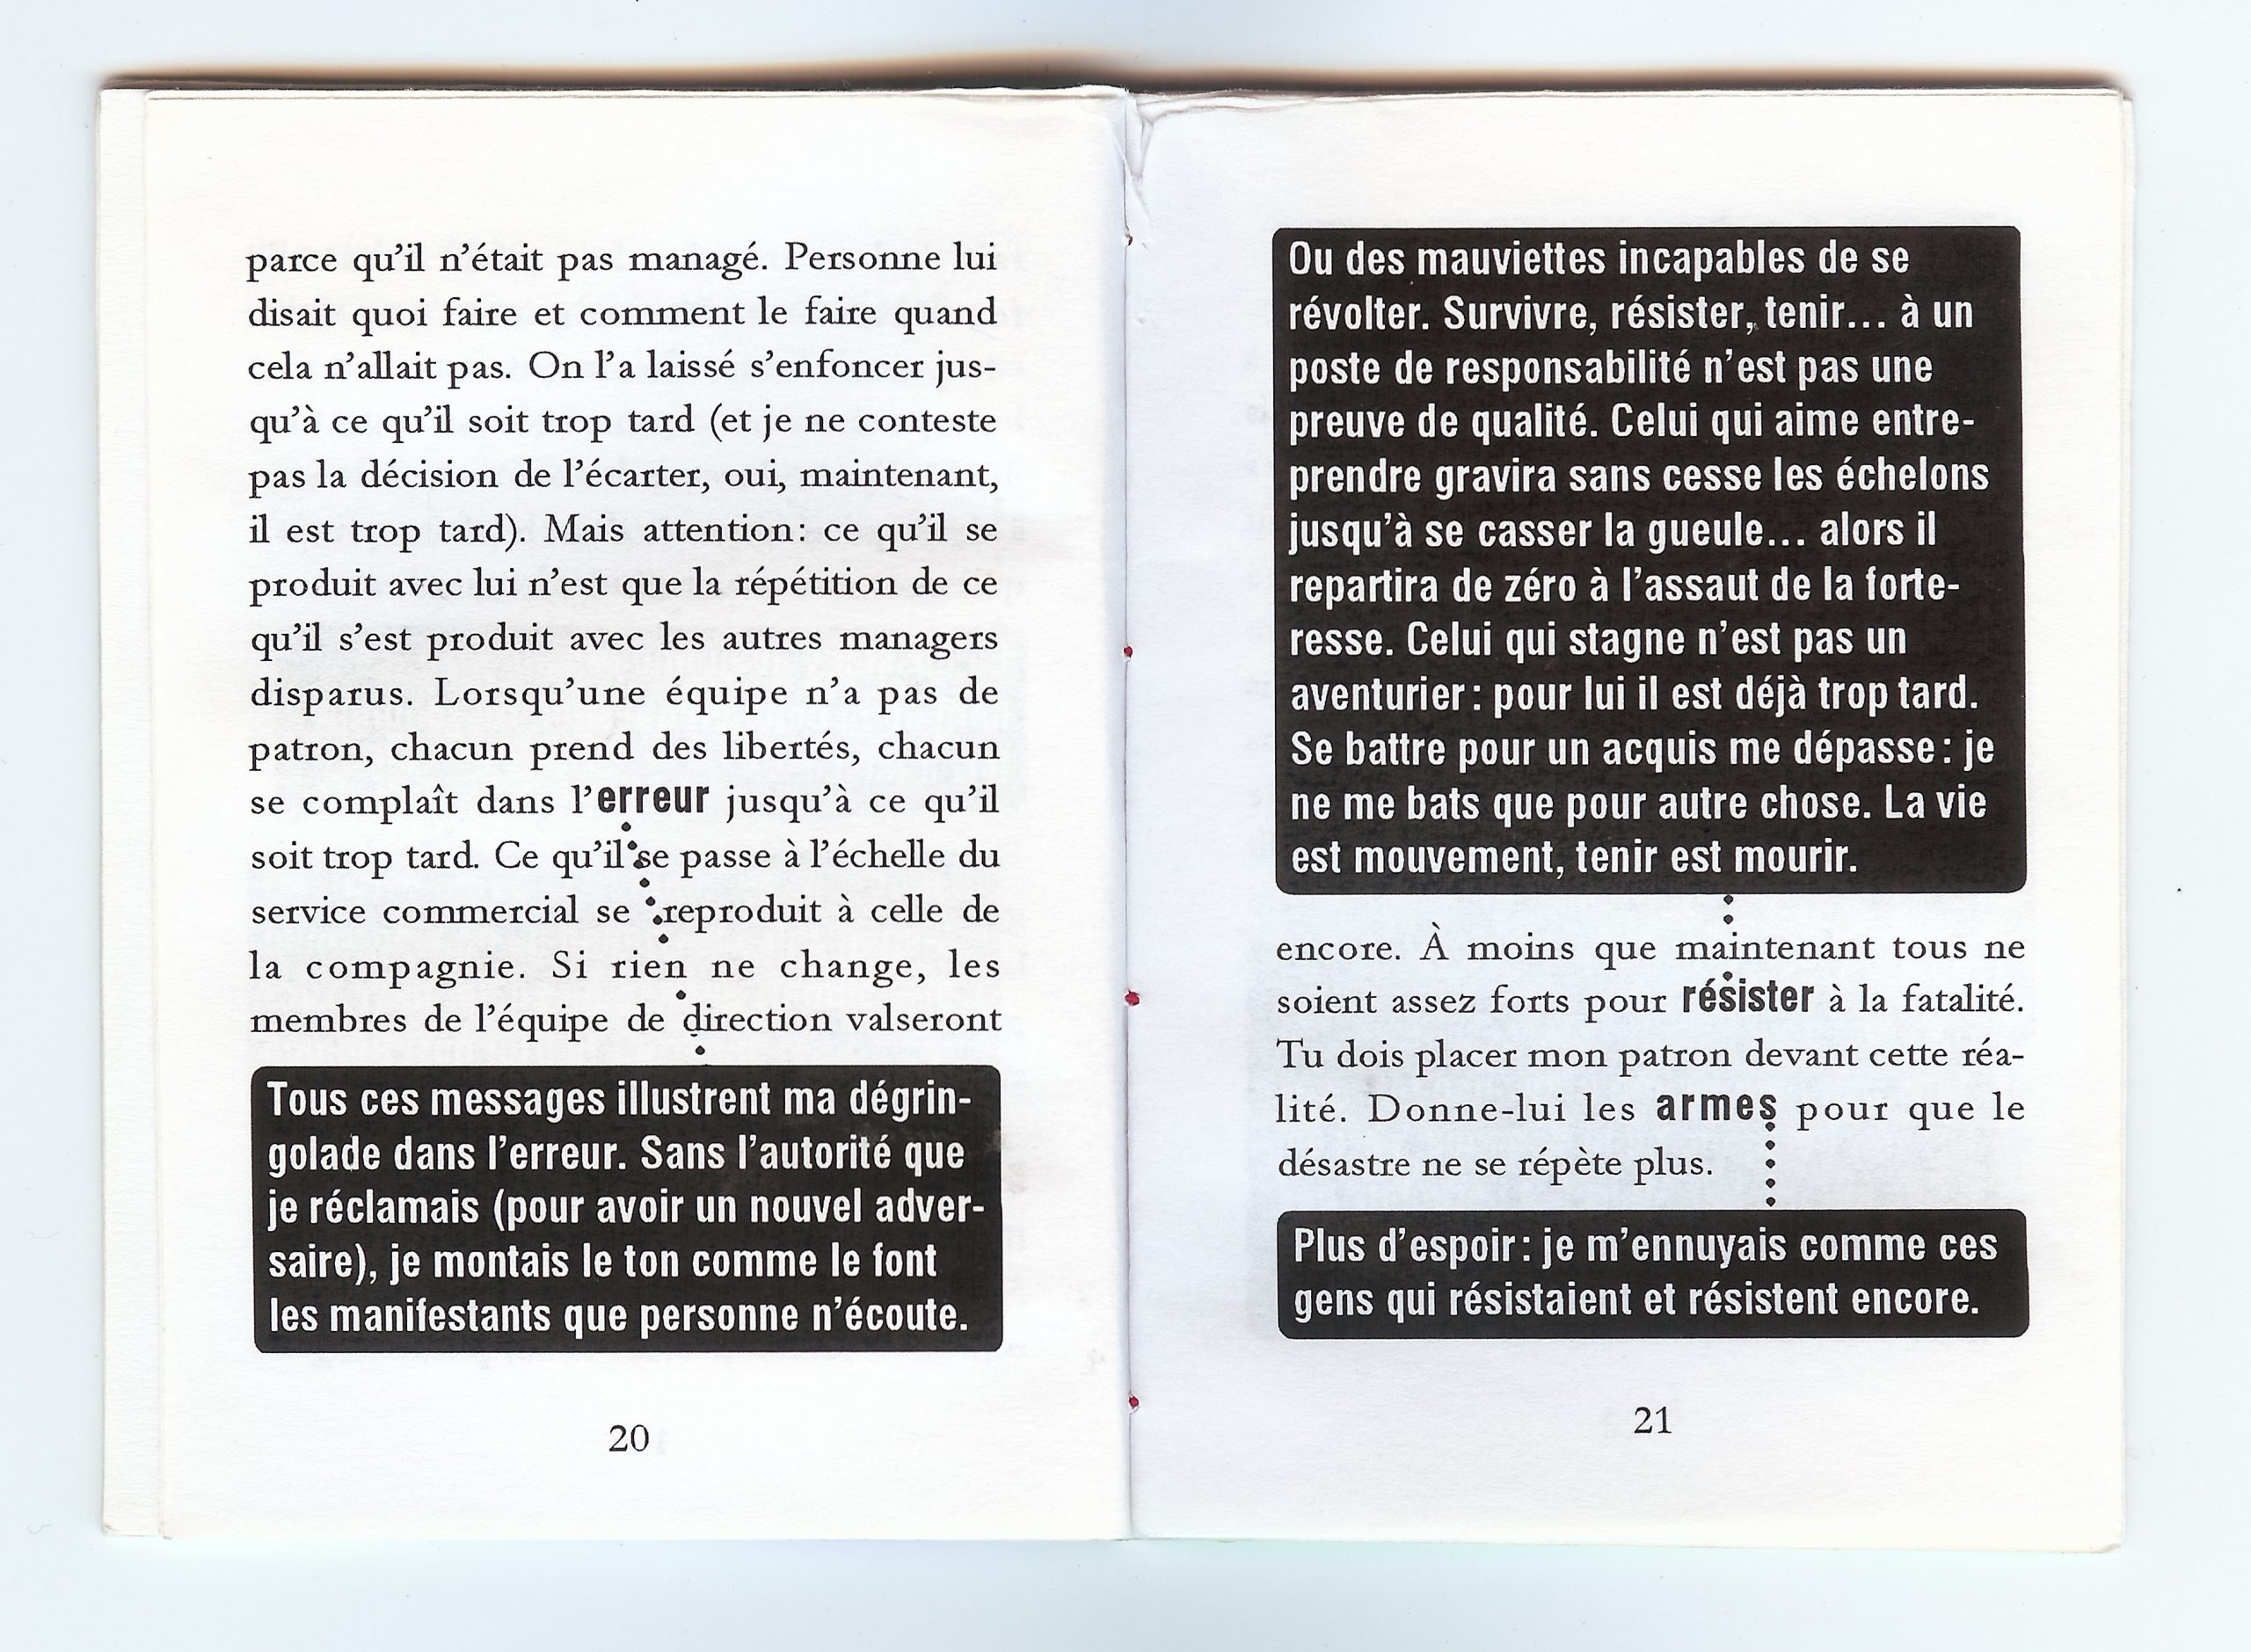 parce qu’il n’était pas managé. Personne lui
disait quoi faire et comment le faire quand
cela n’allait pas. On l’a laissé s’enfoncer jus-
qu’à ce qu’il soit trop tard (et je ne conteste
pas la décision de l’écarter, oui, maintenant,
il est trop tard). Mais attention : ce qu’il se
produit avec lui n’est que la répétition de ce
qu’il s’est produit avec les autres managers
disparus. Lorsqu’une équipe n’a pas de
patron, chacun prend des libertés, chacun
se complaît dans l’erreur jusqu’à ce qu’il
soit trop tard. Ce qu’il se passe à l’échelle du
service commercial se reproduit à celle de
la compagnie. Si rien ne change, les
membres de l’équipe de direction valseront
Tous ces messages illustrent ma dégrin-
golade dans l’erreur. Sans l’autorité que
je réclamais (pour avoir un nouvel adver-
saire), je montais le ton comme le font
les manifestants que personne n’écoute.
20
Ou des mauviettes incapables de se
révolter. Survivre, résister, tenir... à un
poste de responsabilité n’est pas une
preuve de qualité. Celui qui aime entre-
prendre gravira sans cesse les échelons
jusqu’à se casser la gueule... alors il
repartira de zéro à l’assaut de la forte-
resse. Celui qui stagne n’est pas un
aventurier : pour lui il est déjà trop tard.
Se battre pour un acquis me dépasse : je
ne me bats que pour autre chose. La vie
est mouvement, tenir est mourir.
encore. À moins que maintenant tous ne
soient assez forts pour résister à la fatalité.
Tu dois placer mon patron devant cette réa-
lité. Donne-lui les armes pour que le
désastre ne se répète plus.
Plus d’espoir : je m’ennuyais comme ces
gens qui résistaient et résistent encore.
21